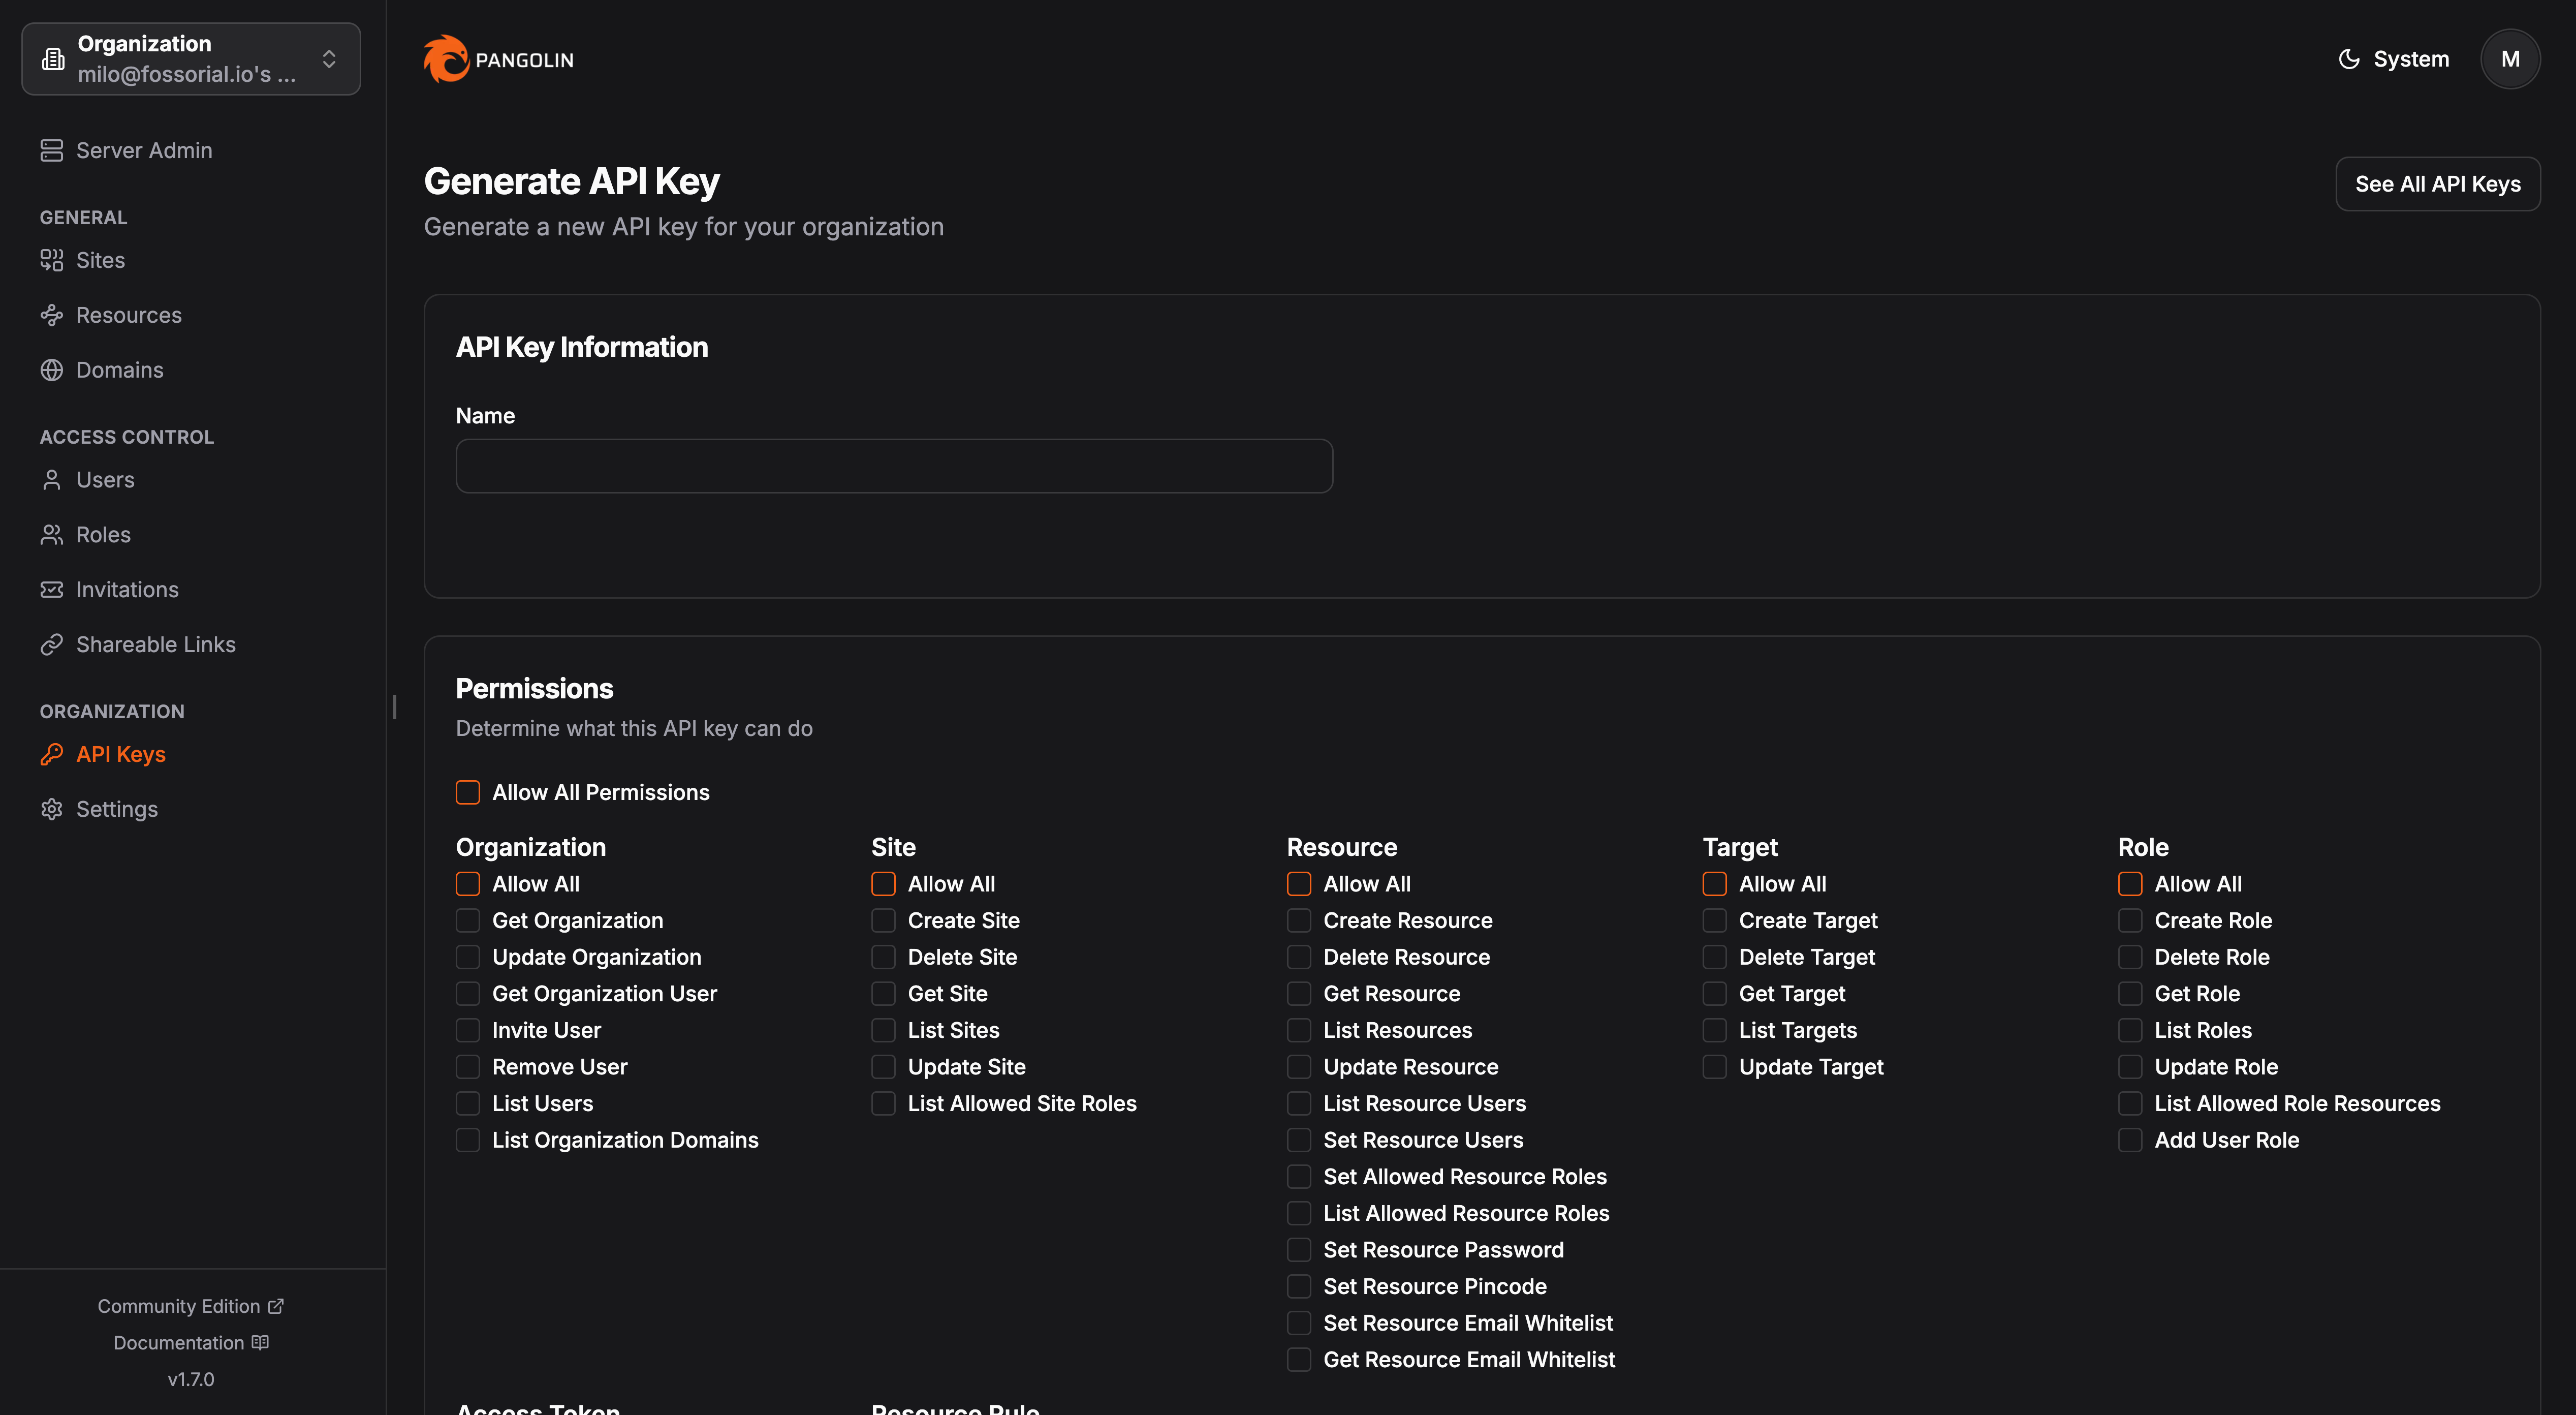 Organization
milo@fossorial.io's ...
Server Admin
GENERAL
Sites
Resources
Domains
ACCESS CONTROL
Users
Roles
Invitations
Shareable Links
ORGANIZATION
API Keys
Settings
Community Edition
Documentation
v1.7.0
PANGOLIN
System
M
Generate API Key
Generate a new API key for your organization
See All API Keys
API Key Information
Name
Permissions
Determine what this API key can do
Allow All Permissions
Organization
Allow All
Get Organization
Update Organization
Get Organization User
Invite User
Remove User
List Users
List Organization Domains
Site
Allow All
Create Site
Delete Site
Get Site
List Sites
Update Site
List Allowed Site Roles
Resource
Allow All
Create Resource
Delete Resource
Get Resource
List Resources
Update Resource
List Resource Users
Set Resource Users
Set Allowed Resource Roles
List Allowed Resource Roles
Set Resource Password
Set Resource Pincode
Set Resource Email Whitelist
Get Resource Email Whitelist
Target
Allow All
Create Target
Delete Target
Get Target
List Targets
Update Target
Role
Allow All
Create Role
Delete Role
Get Role
List Roles
Update Role
List Allowed Role Resources
Add User Role
Access Token
Resource Rule